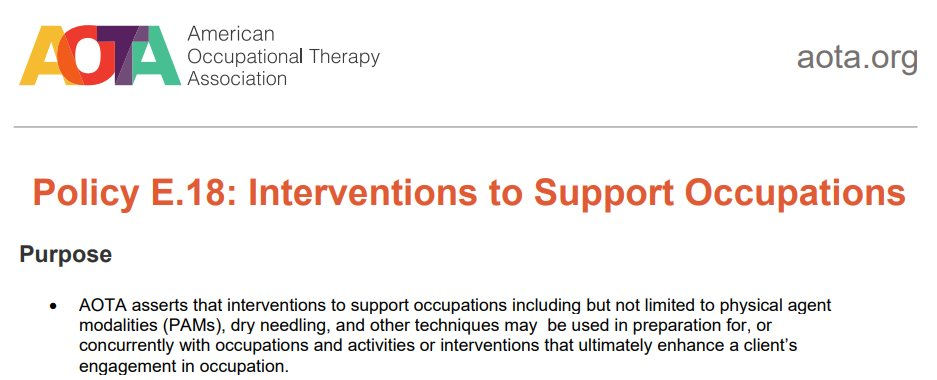 AOTA
American
Occupational Therapy
Association
aota.org
Policy E.18: Interventions to Support Occupations
Purpose
• AOTA asserts that interventions to support occupations including but not limited to physical agent
modalities (PAMs), dry needling, and other techniques may  be used in preparation for, or
concurrently with occupations and activities or interventions that ultimately enhance a client's
engagement in occupation.